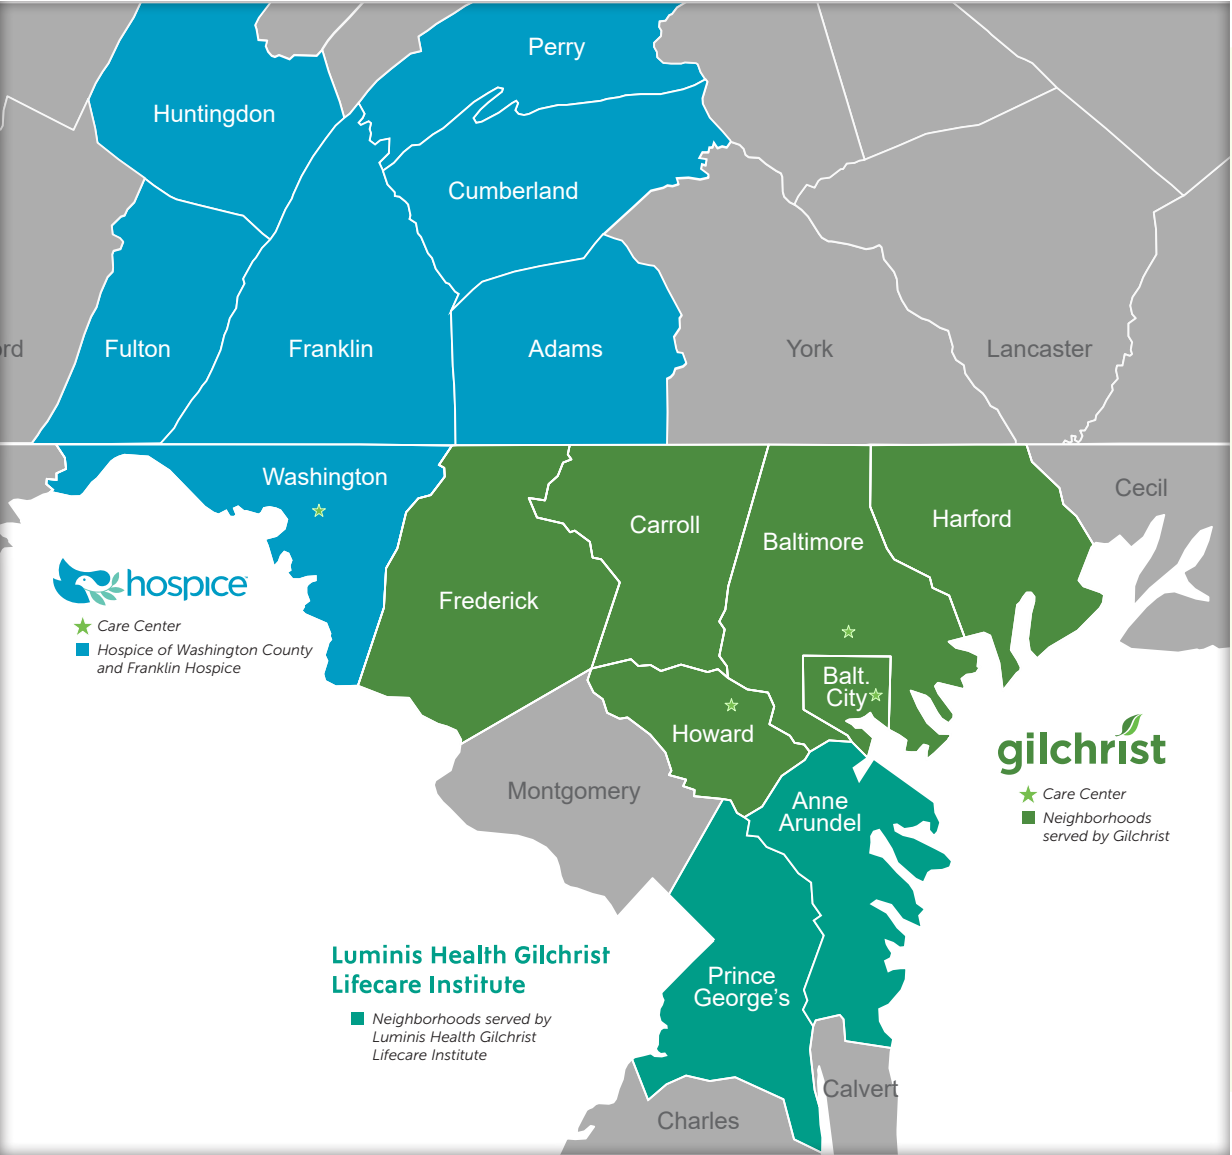 Perry
Huntingdon
Cumberland
rd
Fulton
Franklin
Adams
York
Lancaster
Washington
Cecil
Carroll
Harford
Baltimore
hospice
Frederick
Care Center
Hospice of Washington County
and Franklin Hospice
Balt.
City
Howard
gilchrist
Montgomery
Care Center
Anne
Arundel
Neighborhoods
served by Gilchrist
Luminis Health Gilchrist
Lifecare Institute
Prince
George's
Neighborhoods served by
Luminis Health Gilchrist
Lifecare Institute
Calvert
Charles